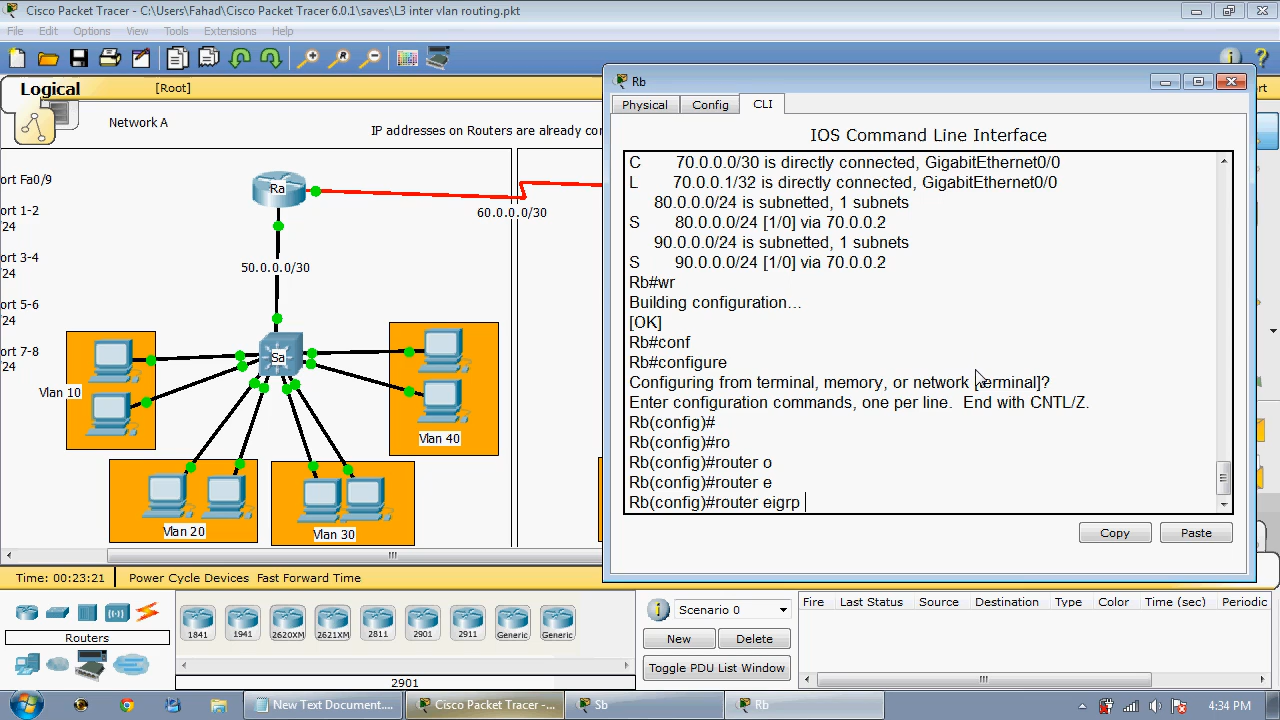 Cisco Packet Tracer - C:\Users\Fahad\Cisco Packet Tracer 6.0.1\saves\L3 inter vlan routing.pkt
File Edit Options View Tools Extensions Help
Logical [Root]
Network A
IP addresses on Routers are already con
ort Fa0/9
ort 1-2
24
ort 3-4
24
ort 5-6
24
ort 7-8
24
Ra
60.0.0.0/30
50.0.0.0/30
Sa
Vlan 10
Vlan 40
Vlan 20
Vlan 30
Rb
Physical Config CLI
IOS Command Line Interface
C 70.0.0.0/30 is directly connected, GigabitEthernet0/0
L 70.0.0.1/32 is directly connected, GigabitEthernet0/0
80.0.0.0/24 is subnetted, 1 subnets
S 80.0.0.0/24 [1/0] via 70.0.0.2
90.0.0.0/24 is subnetted, 1 subnets
S 90.0.0.0/24 [1/0] via 70.0.0.2
Rb#wr
Building configuration...
[OK]
Rb#conf
Rb#configure
Configuring from terminal, memory, or network [terminal]?
Enter configuration commands, one per line. End with CNTL/Z.
Rb(config)#
Rb(config)#ro
Rb(config)#router o
Rb(config)#router e
Rb(config)#router eigrp
Copy Paste
Time: 00:23:21 Power Cycle Devices Fast Forward Time
Routers
1841 1941 2620XM 2621XM 2811 2901 2911 Generic Generic
2901
Scenario 0
New Delete
Toggle PDU List Window
Fire Last Status Source Destination Type Color Time (sec) Periodic
New Text Document....
Cisco Packet Tracer -...
Sb
Rb
4:34 PM